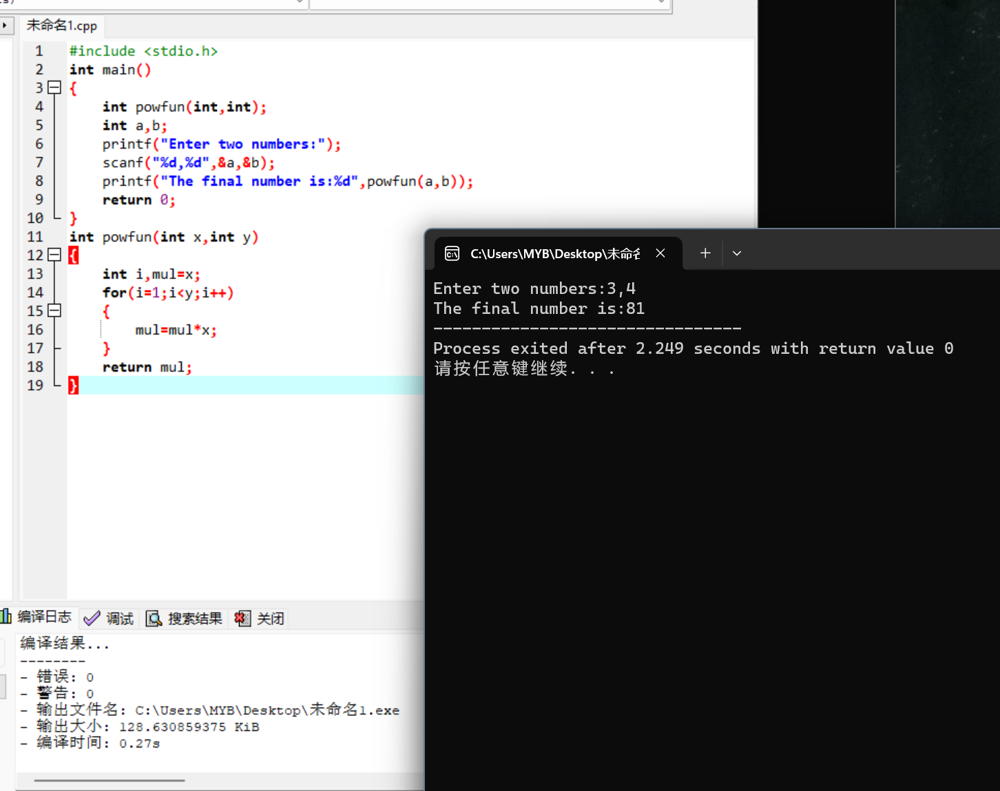 未命名1.cpp
1 #include <stdio.h>
2 int main()
3 {
4 int powfun(int,int);
5 int a,b;
6 printf("Enter two numbers:");
7 scanf("%d,%d",&a,&b);
8 printf("The final number is:%d",powfun(a,b));
9 return 0;
10 }
11 int powfun(int x,int y)
12 {
13 int i,mul=x;
14 for(i=1;i<y;i++)
15 {
16 mul=mul*x;
17 }
18 return mul;
19 }
C:\Users\MYB\Desktop\未命名
Enter two numbers:3,4
The final number is:81
--------------------------------
Process exited after 2.249 seconds with return value 0
请按任意键继续. . .
编译日志 调试 搜索结果 关闭
编译结果...
--------
- 错误: 0
- 警告: 0
- 输出文件名: C:\Users\MYB\Desktop\未命名1.exe
- 输出大小: 128.630859375 KiB
- 编译时间: 0.27s